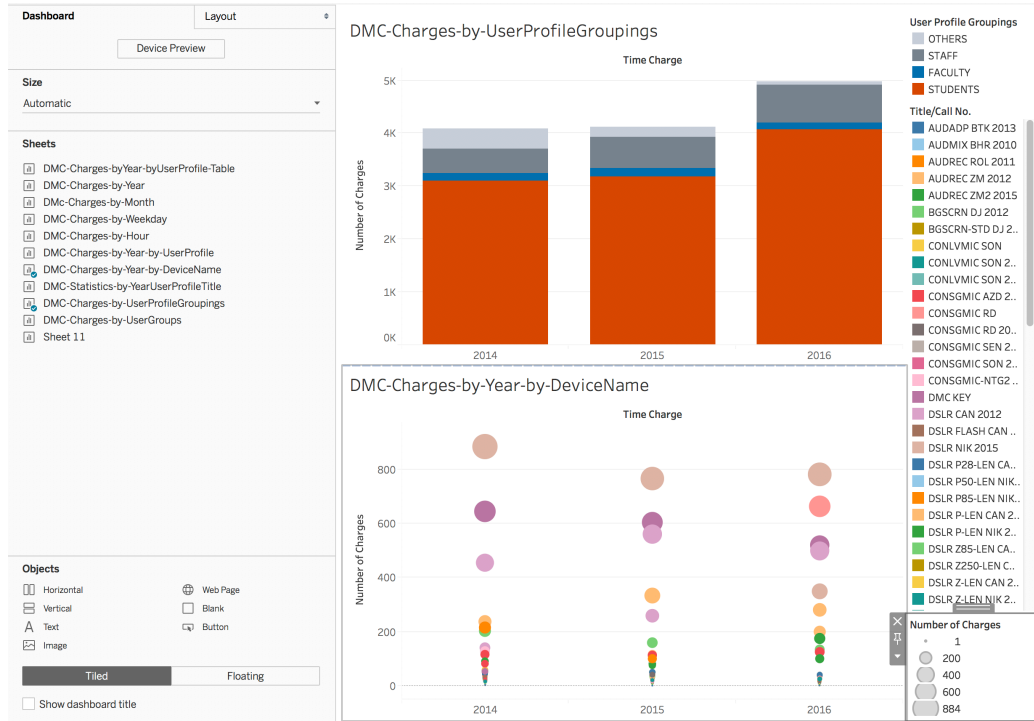 Dashboard
Layout
Device Preview
Size
Automatic
Sheets
DMC-Charges-byYear-byUserProfile-Table
DMC-Charges-by-Year
DMc-Charges-by-Month
DMC-Charges-by-Weekday
DMC-Charges-by-Hour
DMC-Charges-by-Year-by-UserProfile
DMC-Charges-by-Year-by-DeviceName
DMC-Statistics-by-YearUserProfileTitle
DMC-Charges-by-UserProfileGroupings
DMC-Charges-by-UserGroups
Sheet 11
Objects
Horizontal
Web Page
Vertical
Blank
A Text
Button
Image
Tiled
Floating
Show dashboard title
DMC-Charges-by-UserProfileGroupings
Time Charge
Number of Charges
5K
4K
3K
2K
1K
0K
2014
2015
2016
DMC-Charges-by-Year-by-DeviceName
Time Charge
Number of Charges
800
600
400
200
0
2014
2015
2016
User Profile Groupings
OTHERS
STAFF
FACULTY
STUDENTS
Title/Call No.
AUDADP BTK 2013
AUDMIX BHR 2010
AUDREC ROL 2011
AUDREC ZM 2012
AUDREC ZM2 2015
BGSCRN DJ 2012
BGSCRN-STD DJ 2..
CONLVMIC SON
CONLVMIC SON 2..
CONLVMIC SON 2..
CONSGMIC AZD 2..
CONSGMIC RD
CONSGMIC RD 20..
CONSGMIC SEN 2..
CONSGMIC SON 2..
CONSGMIC-NTG2 ..
DMC KEY
DSLR CAN 2012
DSLR FLASH CAN ..
DSLR NIK 2015
DSLR P28-LEN CA..
DSLR P50-LEN NIK..
DSLR P85-LEN NIK..
DSLR P-LEN CAN 2..
DSLR P-LEN NIK 2..
DSLR Z85-LEN CA..
DSLR Z250-LEN C..
DSLR Z-LEN CAN 2..
DSLR Z-LEN NIK 2..
Number of Charges
1
200
400
600
884